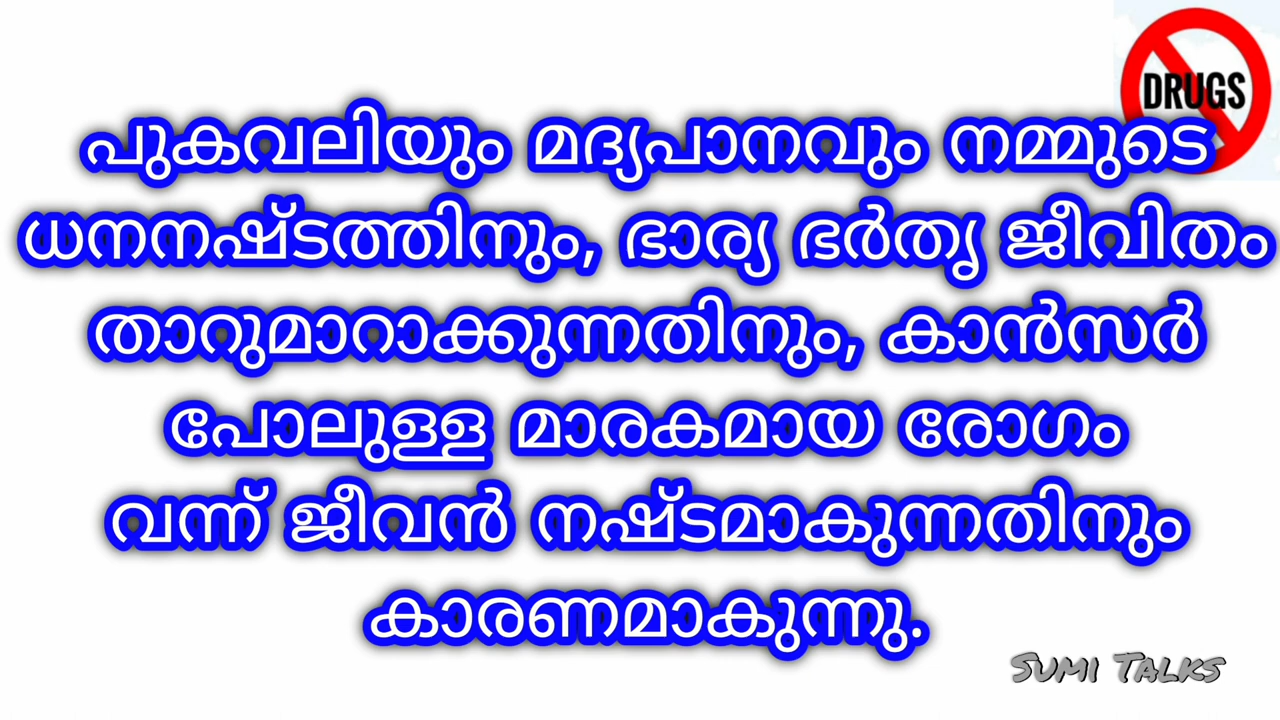 DRUGS
പുകവലിയും മദ്യപാനവും നമ്മുടെ
ധനനഷ്ടത്തിനും, ഭാര്യ ഭർതൃ ജീവിതം
താറുമാറാക്കുന്നതിനും, കാൻസർ
പോലുള്ള മാരകമായ രോഗം
വന്ന് ജീവൻ നഷ്ടമാകുന്നതിനും
കാരണമാകുന്നു.
Sumi Talks